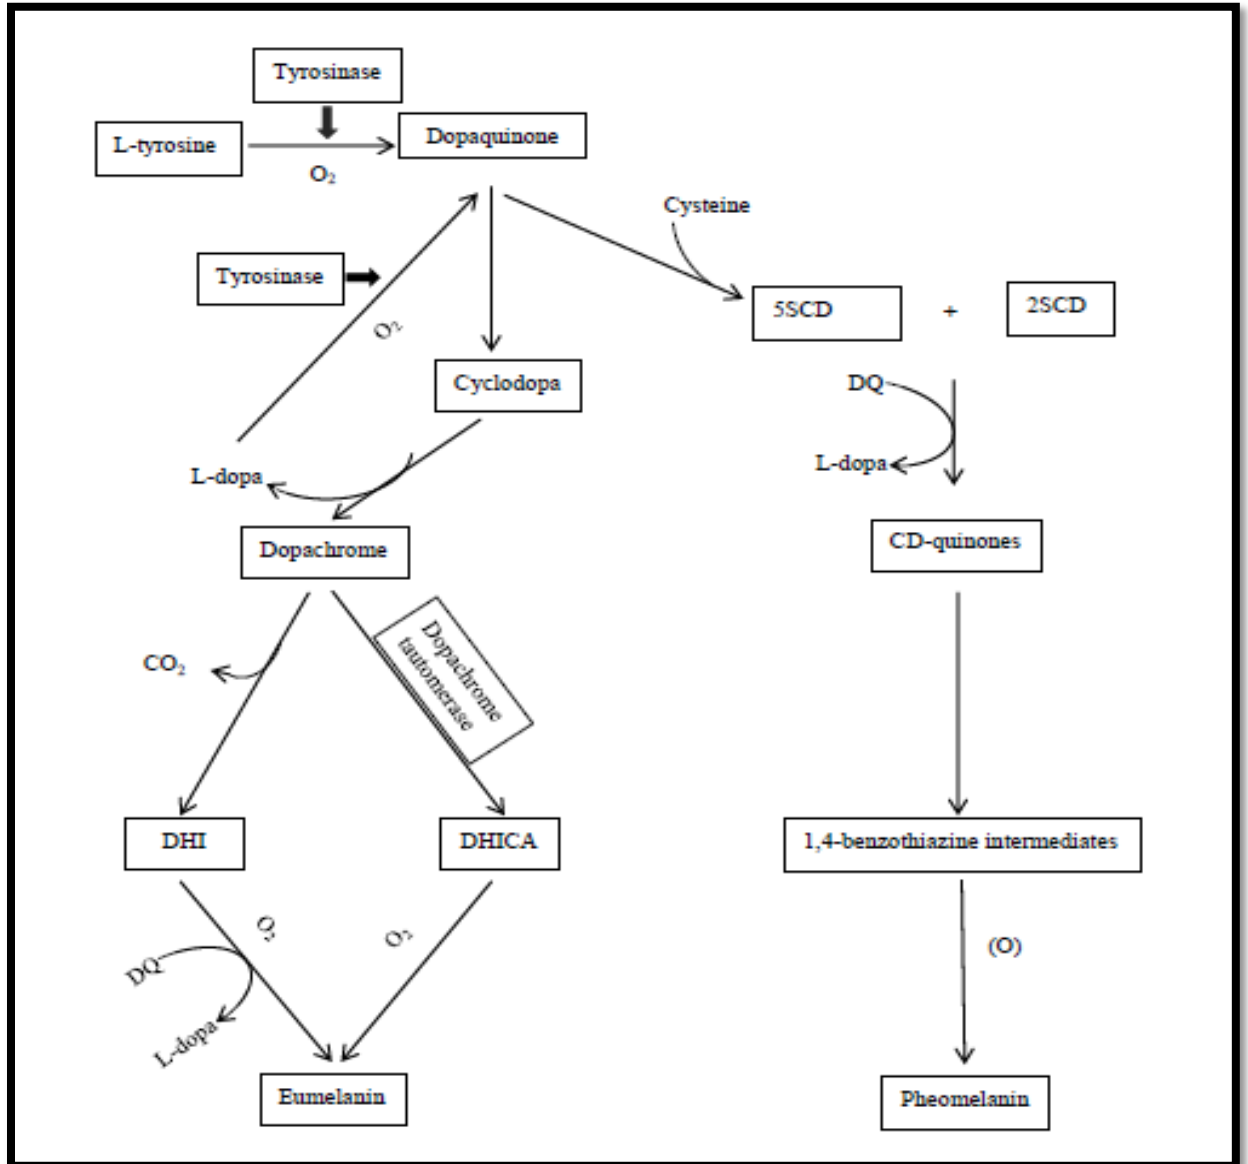 Tyrosinase
L-tyrosine
Dopaquinone
O₂
Cysteine
Tyrosinase
O₂
5SCD
+
2SCD
Cyclodopa
DQ
L-dopa
L-dopa
Dopachrome
CD-quinones
Dopachrome
tautomerase
CO₂
DHI
DHICA
1,4-benzothiazine intermediates
O₂
O₂
DQ
(O)
L-dopa
Eumelanin
Pheomelanin